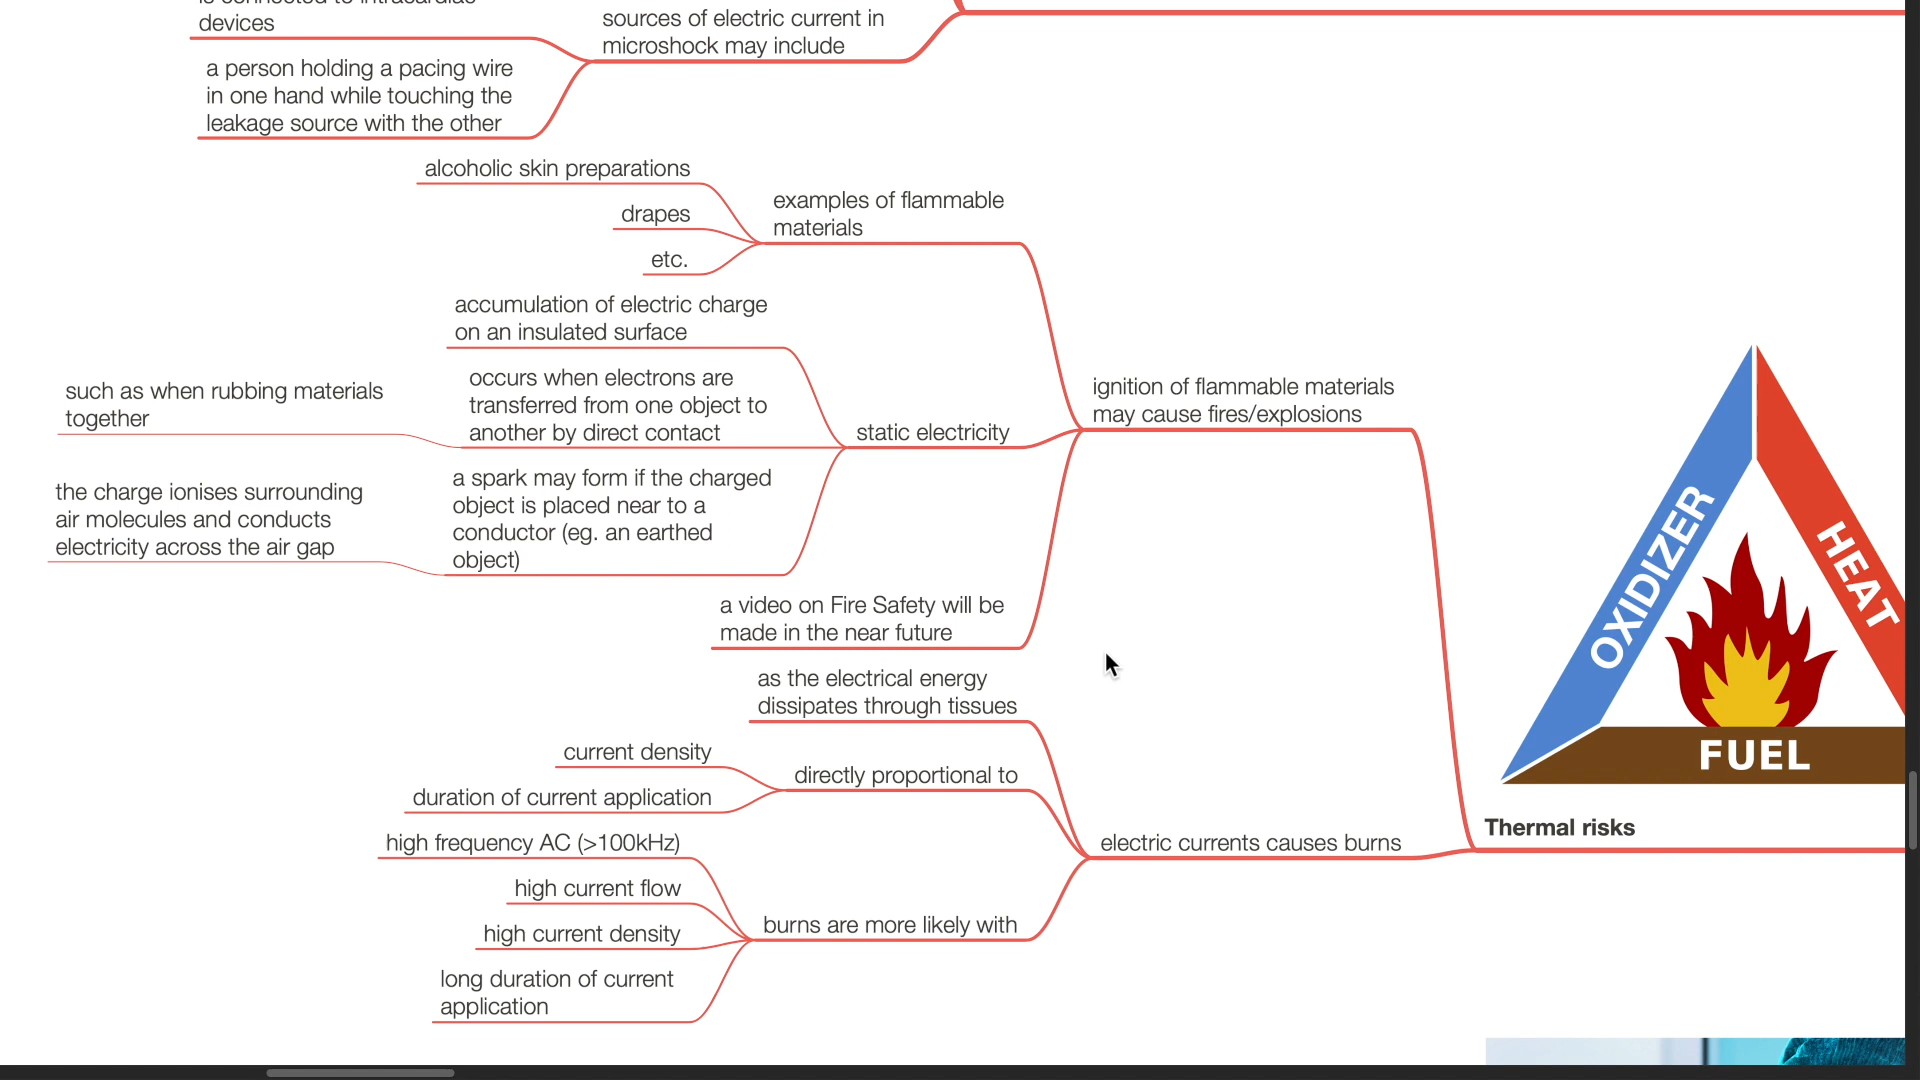 is connected to intracardiac
devices
sources of electric current in
microshock may include
a person holding a pacing wire
in one hand while touching the
leakage source with the other
alcoholic skin preparations
drapes
etc.
examples of flammable
materials
accumulation of electric charge
on an insulated surface
such as when rubbing materials
together
occurs when electrons are
transferred from one object to
another by direct contact
the charge ionises surrounding
air molecules and conducts
electricity across the air gap
a spark may form if the charged
object is placed near to a
conductor (eg. an earthed
object)
static electricity
ignition of flammable materials
may cause fires/explosions
a video on Fire Safety will be
made in the near future
as the electrical energy
dissipates through tissues
current density
duration of current application
directly proportional to
high frequency AC (>100kHz)
high current flow
high current density
long duration of current
application
burns are more likely with
electric currents causes burns
OXIDIZER
HEAT
FUEL
Thermal risks